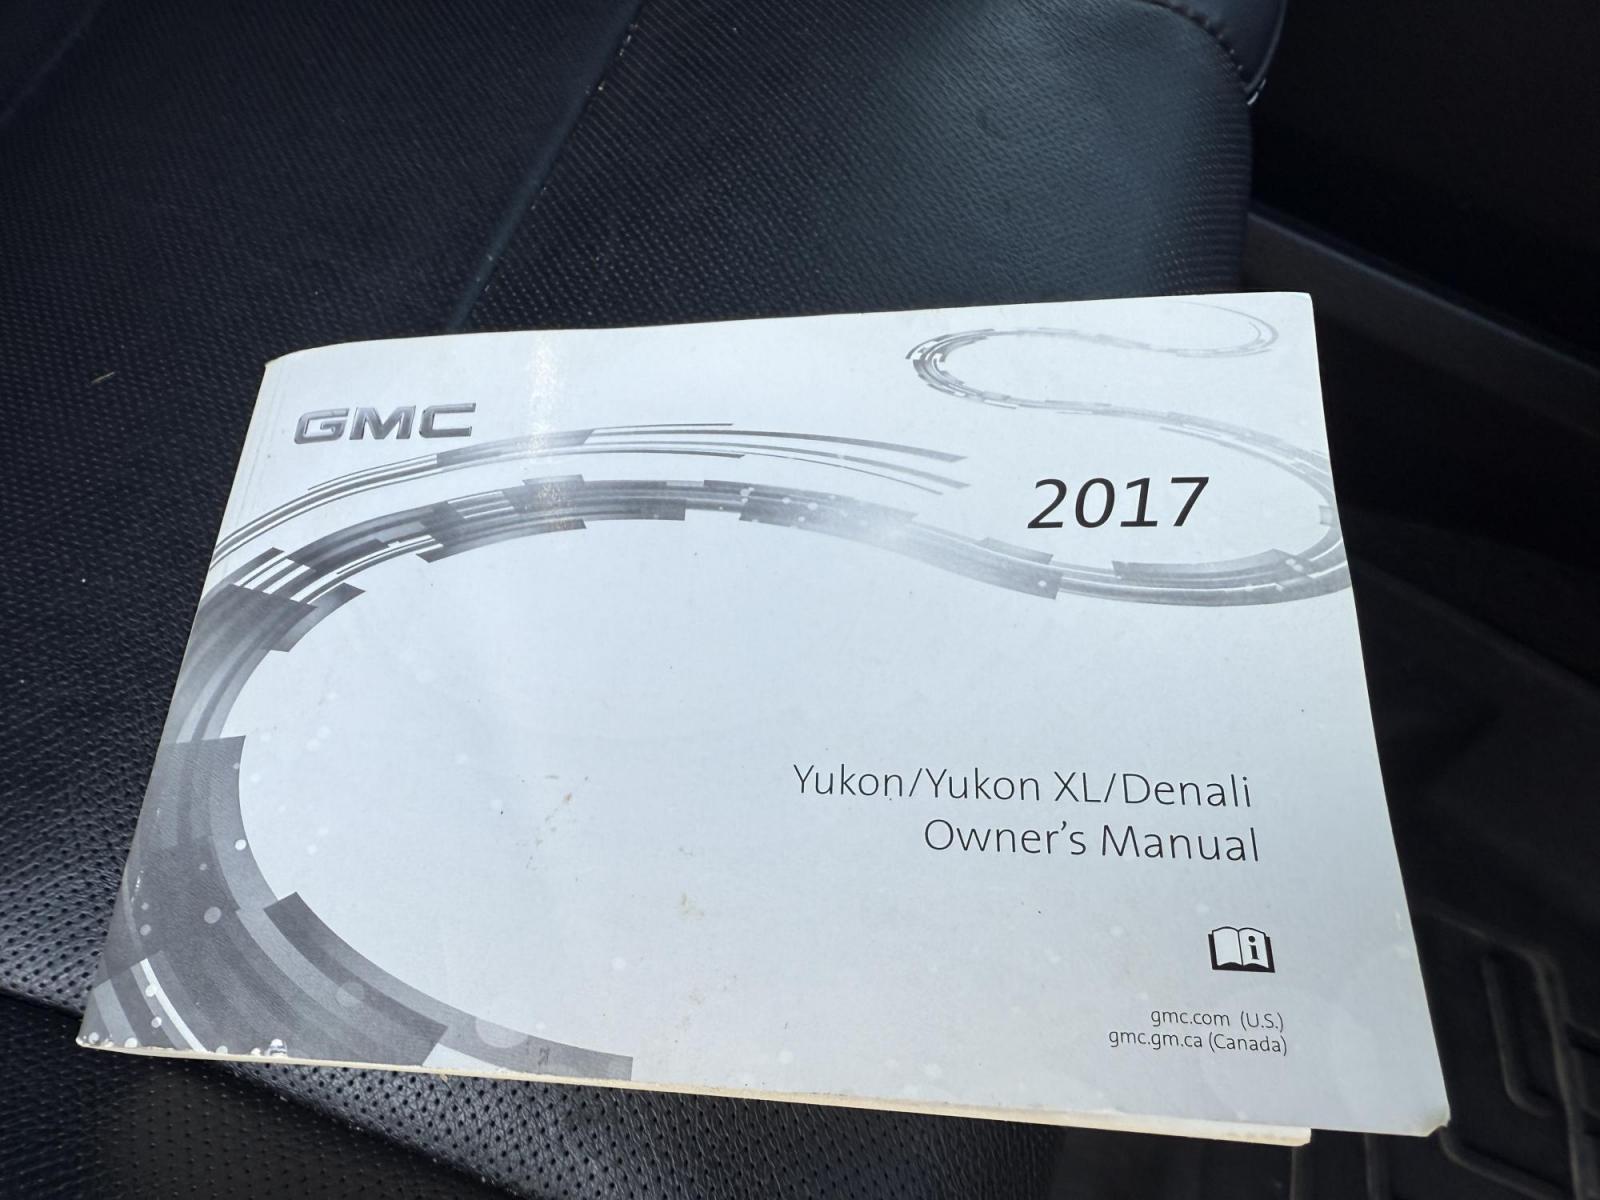 GMC
2017
Yukon/Yukon XL/Denali
Owner's Manual
i
gmc.com (U.S.)
gmc.gm.ca (Canada)